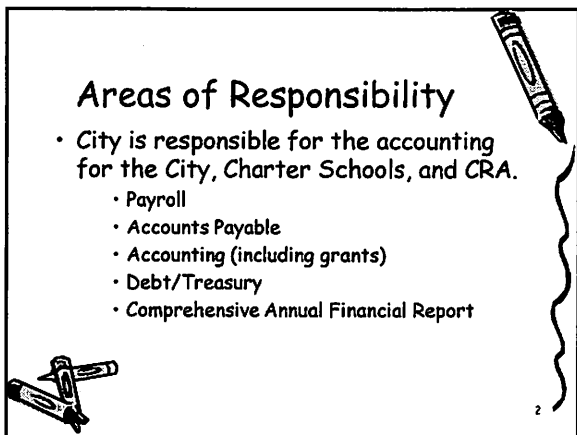 Areas of Responsibility
• City is responsible for the accounting
for the City, Charter Schools, and CRA.
• Payroll
• Accounts Payable
• Accounting (including grants)
• Debt/Treasury
• Comprehensive Annual Financial Report
2